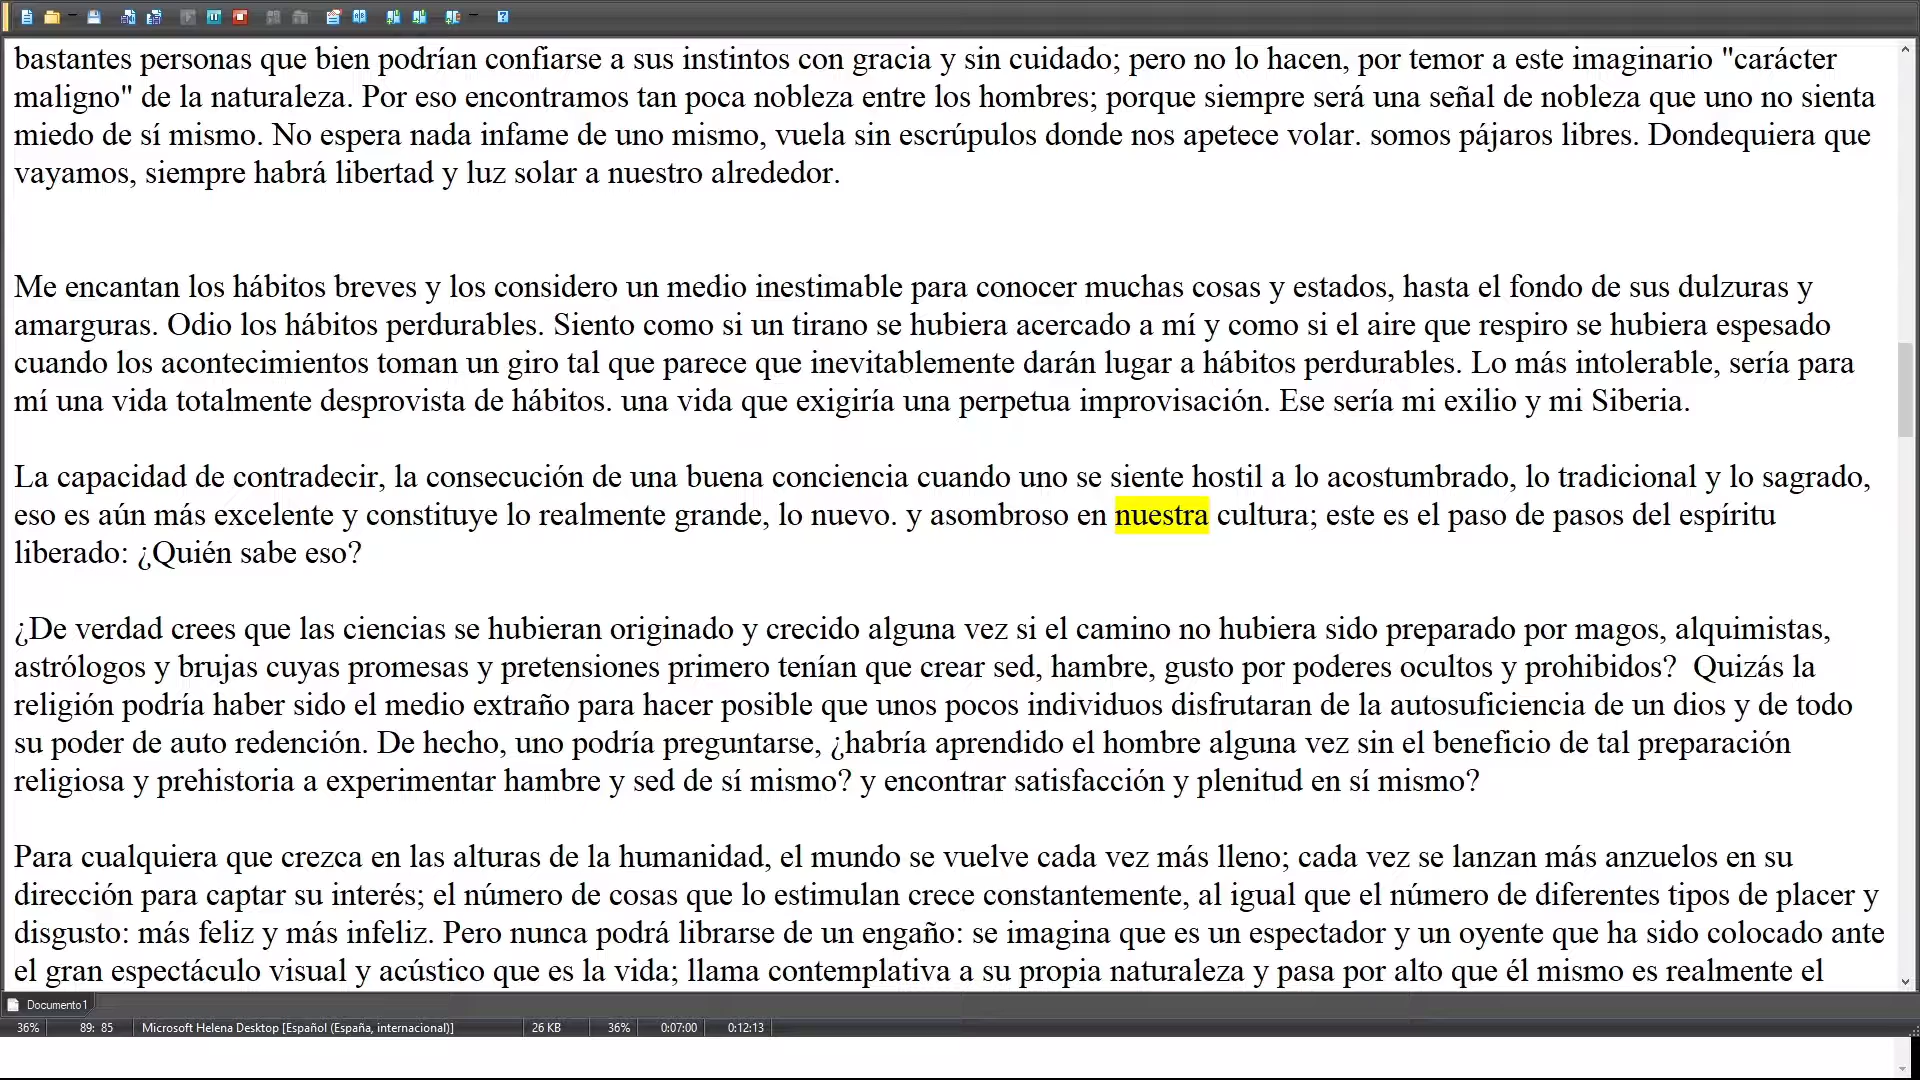 bastantes personas que bien podrían confiarse a sus instintos con gracia y sin cuidado; pero no lo hacen, por temor a este imaginario "carácter
maligno" de la naturaleza. Por eso encontramos tan poca nobleza entre los hombres; porque siempre será una señal de nobleza que uno no sienta
miedo de sí mismo. No espera nada infame de uno mismo, vuela sin escrúpulos donde nos apetece volar. somos pájaros libres. Dondequiera que
vayamos, siempre habrá libertad y luz solar a nuestro alrededor.
Me encantan los hábitos breves y los considero un medio inestimable para conocer muchas cosas y estados, hasta el fondo de sus dulzuras y
amarguras. Odio los hábitos perdurables. Siento como si un tirano se hubiera acercado a mí y como si el aire que respiro se hubiera espesado
cuando los acontecimientos toman un giro tal que parece que inevitablemente darán lugar a hábitos perdurables. Lo más intolerable, sería para
mí una vida totalmente desprovista de hábitos. una vida que exigiría una perpetua improvisación. Ese sería mi exilio y mi Siberia.
La capacidad de contradecir, la consecución de una buena conciencia cuando uno se siente hostil a lo acostumbrado, lo tradicional y lo sagrado,
eso es aún más excelente y constituye lo realmente grande, lo nuevo. y asombroso en nuestra cultura; este es el paso de pasos del espíritu
liberado: ¿Quién sabe eso?
¿De verdad crees que las ciencias se hubieran originado y crecido alguna vez si el camino no hubiera sido preparado por magos, alquimistas,
astrólogos y brujas cuyas promesas y pretensiones primero tenían que crear sed, hambre, gusto por poderes ocultos y prohibidos?  Quizás la
religión podría haber sido el medio extraño para hacer posible que unos pocos individuos disfrutaran de la autosuficiencia de un dios y de todo
su poder de auto redención. De hecho, uno podría preguntarse, ¿habría aprendido el hombre alguna vez sin el beneficio de tal preparación
religiosa y prehistoria a experimentar hambre y sed de sí mismo? y encontrar satisfacción y plenitud en sí mismo?
Para cualquiera que crezca en las alturas de la humanidad, el mundo se vuelve cada vez más lleno; cada vez se lanzan más anzuelos en su
dirección para captar su interés; el número de cosas que lo estimulan crece constantemente, al igual que el número de diferentes tipos de placer y
disgusto: más feliz y más infeliz. Pero nunca podrá librarse de un engaño: se imagina que es un espectador y un oyente que ha sido colocado ante
el gran espectáculo visual y acústico que es la vida; llama contemplativa a su propia naturaleza y pasa por alto que él mismo es realmente el
Documento1
36% 89: 85 Microsoft Helena Desktop [Español (España, internacional)] 26 KB 36% 0:07:00 0:12:13